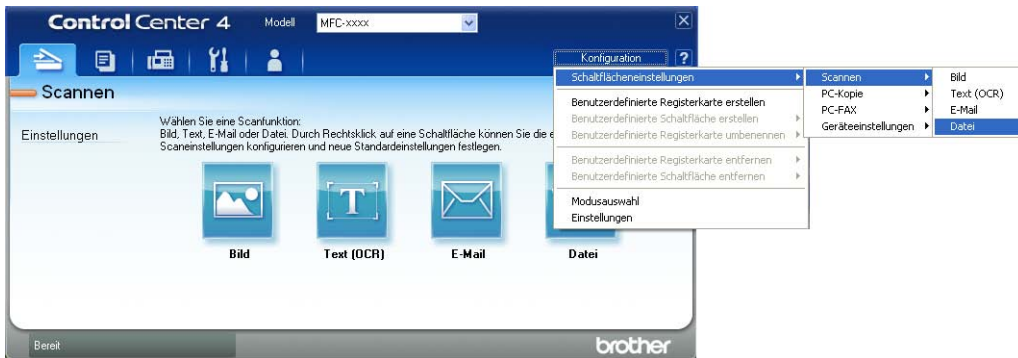 Control Center 4 Modell MFC-xxxx
Konfiguration ?
Schaltflächeneinstellungen
Benutzerdefinierte Registerkarte erstellen
Benutzerdefinierte Schaltfläche erstellen
Benutzerdefinierte Registerkarte umbenennen
Benutzerdefinierte Registerkarte entfernen
Benutzerdefinierte Schaltfläche entfernen
Modusauswahl
Einstellungen
Scannen
PC-Kopie
PC-FAX
Geräteeinstellungen
Bild
Text (OCR)
E-Mail
Datei
Scannen
Einstellungen
Wählen Sie eine Scanfunktion:
Bild, Text, E-Mail oder Datei. Durch Rechtsklick auf eine Schaltfläche können Sie die
Scaneinstellungen konfigurieren und neue Standardeinstellungen festlegen.
T
Bild
Text (OCR)
E-Mail
Datei
Bereit
brother